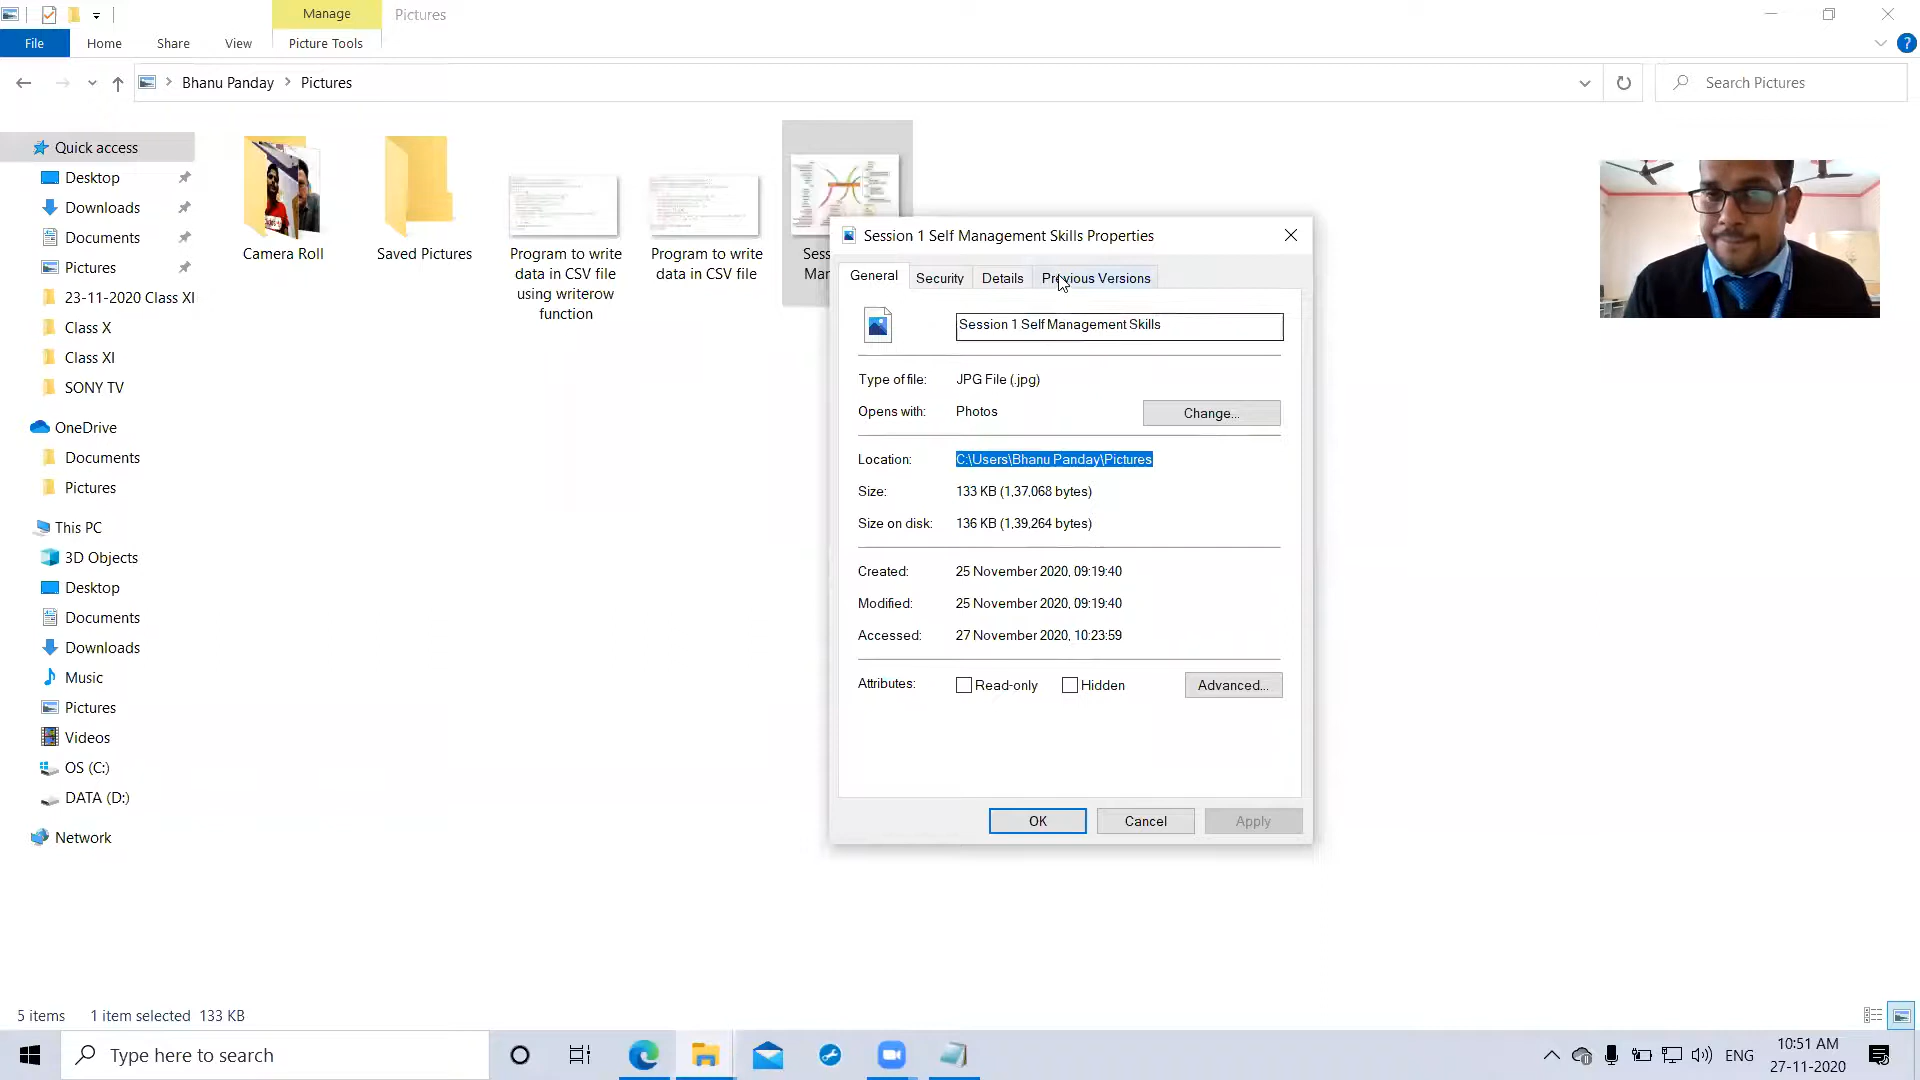 Manage
Pictures
File
Home
Share
View
Picture Tools
Bhanu Panday
Pictures
Search Pictures
Quick access
Desktop
Downloads
Documents
Pictures
23-11-2020 Class XI
Class X
Class XI
SONY TV
OneDrive
Documents
Pictures
This PC
3D Objects
Desktop
Documents
Downloads
Music
Pictures
Videos
OS (C:)
DATA (D:)
Network
Camera Roll
Saved Pictures
Program to write
data in CSV file
using writerow
function
Program to write
data in CSV file
Sess
Man
Session 1 Self Management Skills Properties
General
Security
Details
Previous Versions
Session 1 Self Management Skills
Type of file: JPG File (.jpg)
Opens with: Photos
Change...
Location: C:\Users\Bhanu Panday\Pictures
Size: 133 KB (1,37,068 bytes)
Size on disk: 136 KB (1,39,264 bytes)
Created: 25 November 2020, 09:19:40
Modified: 25 November 2020, 09:19:40
Accessed: 27 November 2020, 10:23:59
Attributes: Read-only Hidden Advanced...
OK Cancel Apply
5 items 1 item selected 133 KB
Type here to search
ENG
10:51 AM
27-11-2020